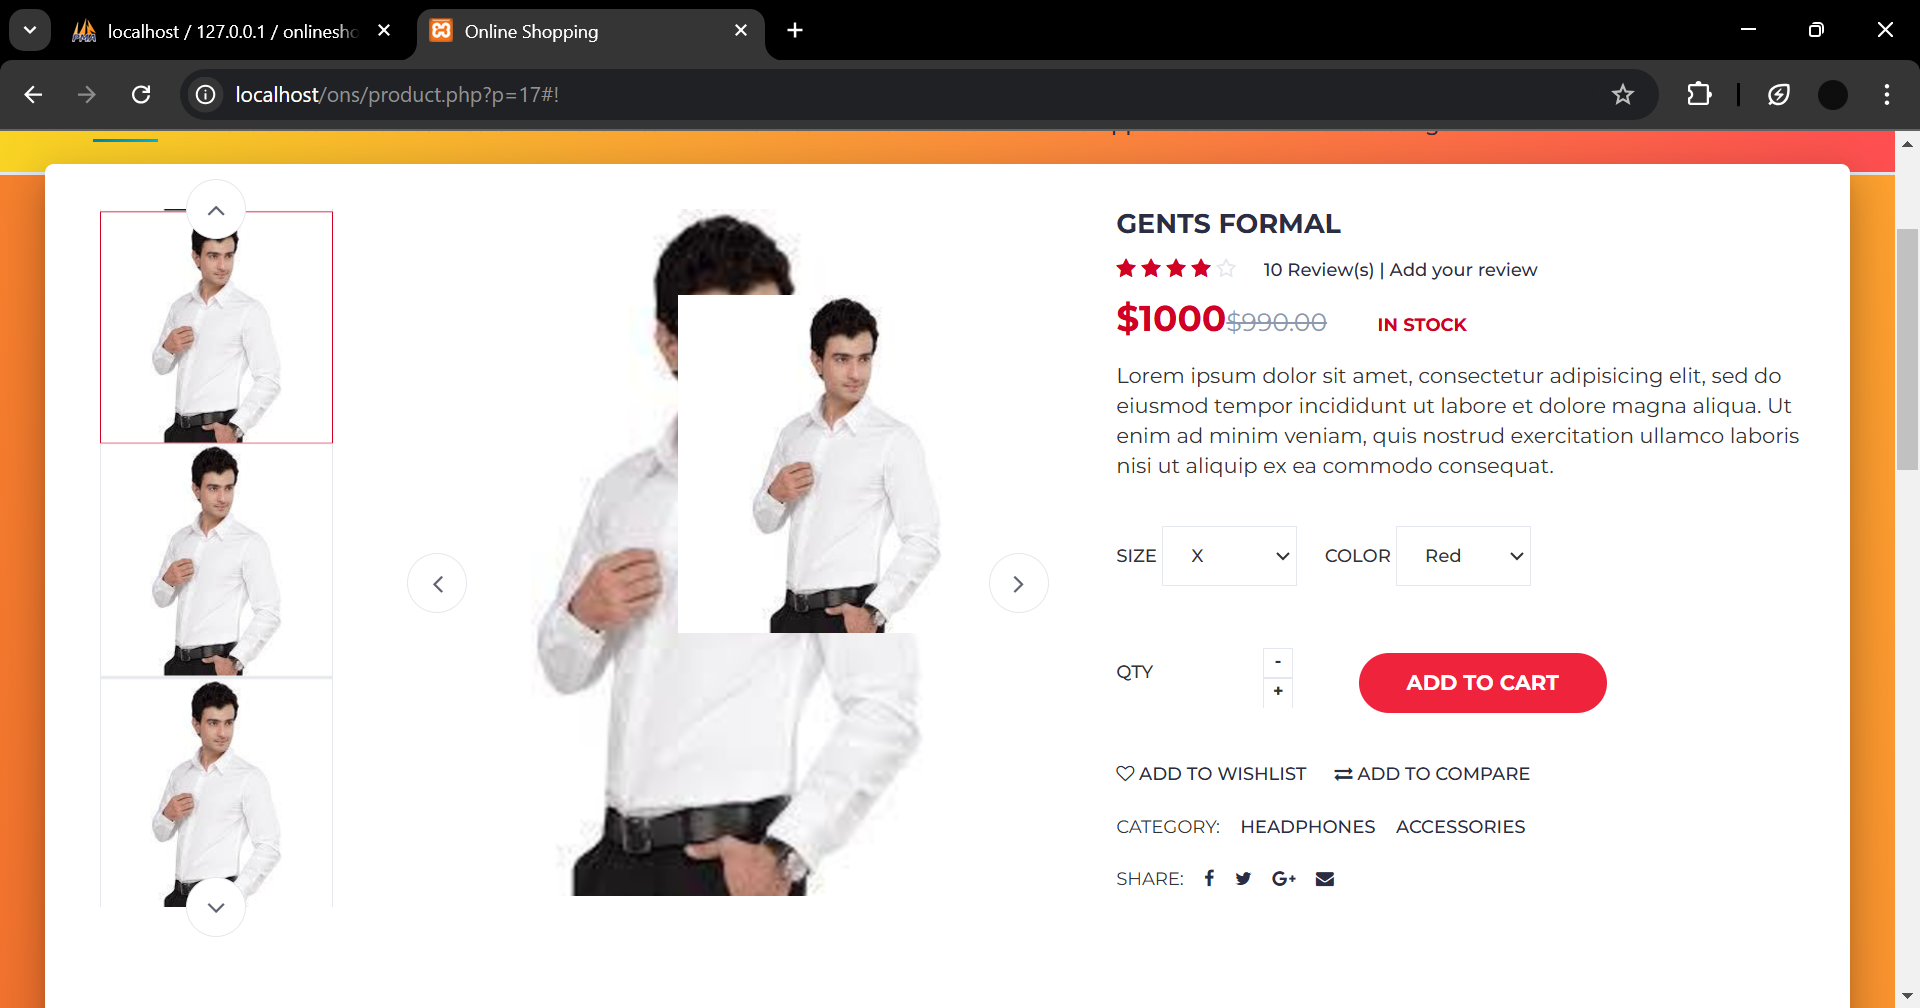 localhost / 127.0.0.1 / onlinesho
Online Shopping
localhost/ons/product.php?p=17#!
GENTS FORMAL
10 Review(s) | Add your review
$1000 $990.00 IN STOCK
Lorem ipsum dolor sit amet, consectetur adipisicing elit, sed do
eiusmod tempor incididunt ut labore et dolore magna aliqua. Ut
enim ad minim veniam, quis nostrud exercitation ullamco laboris
nisi ut aliquip ex ea commodo consequat.
SIZE X COLOR Red
QTY - + ADD TO CART
ADD TO WISHLIST ADD TO COMPARE
CATEGORY: HEADPHONES ACCESSORIES
SHARE: